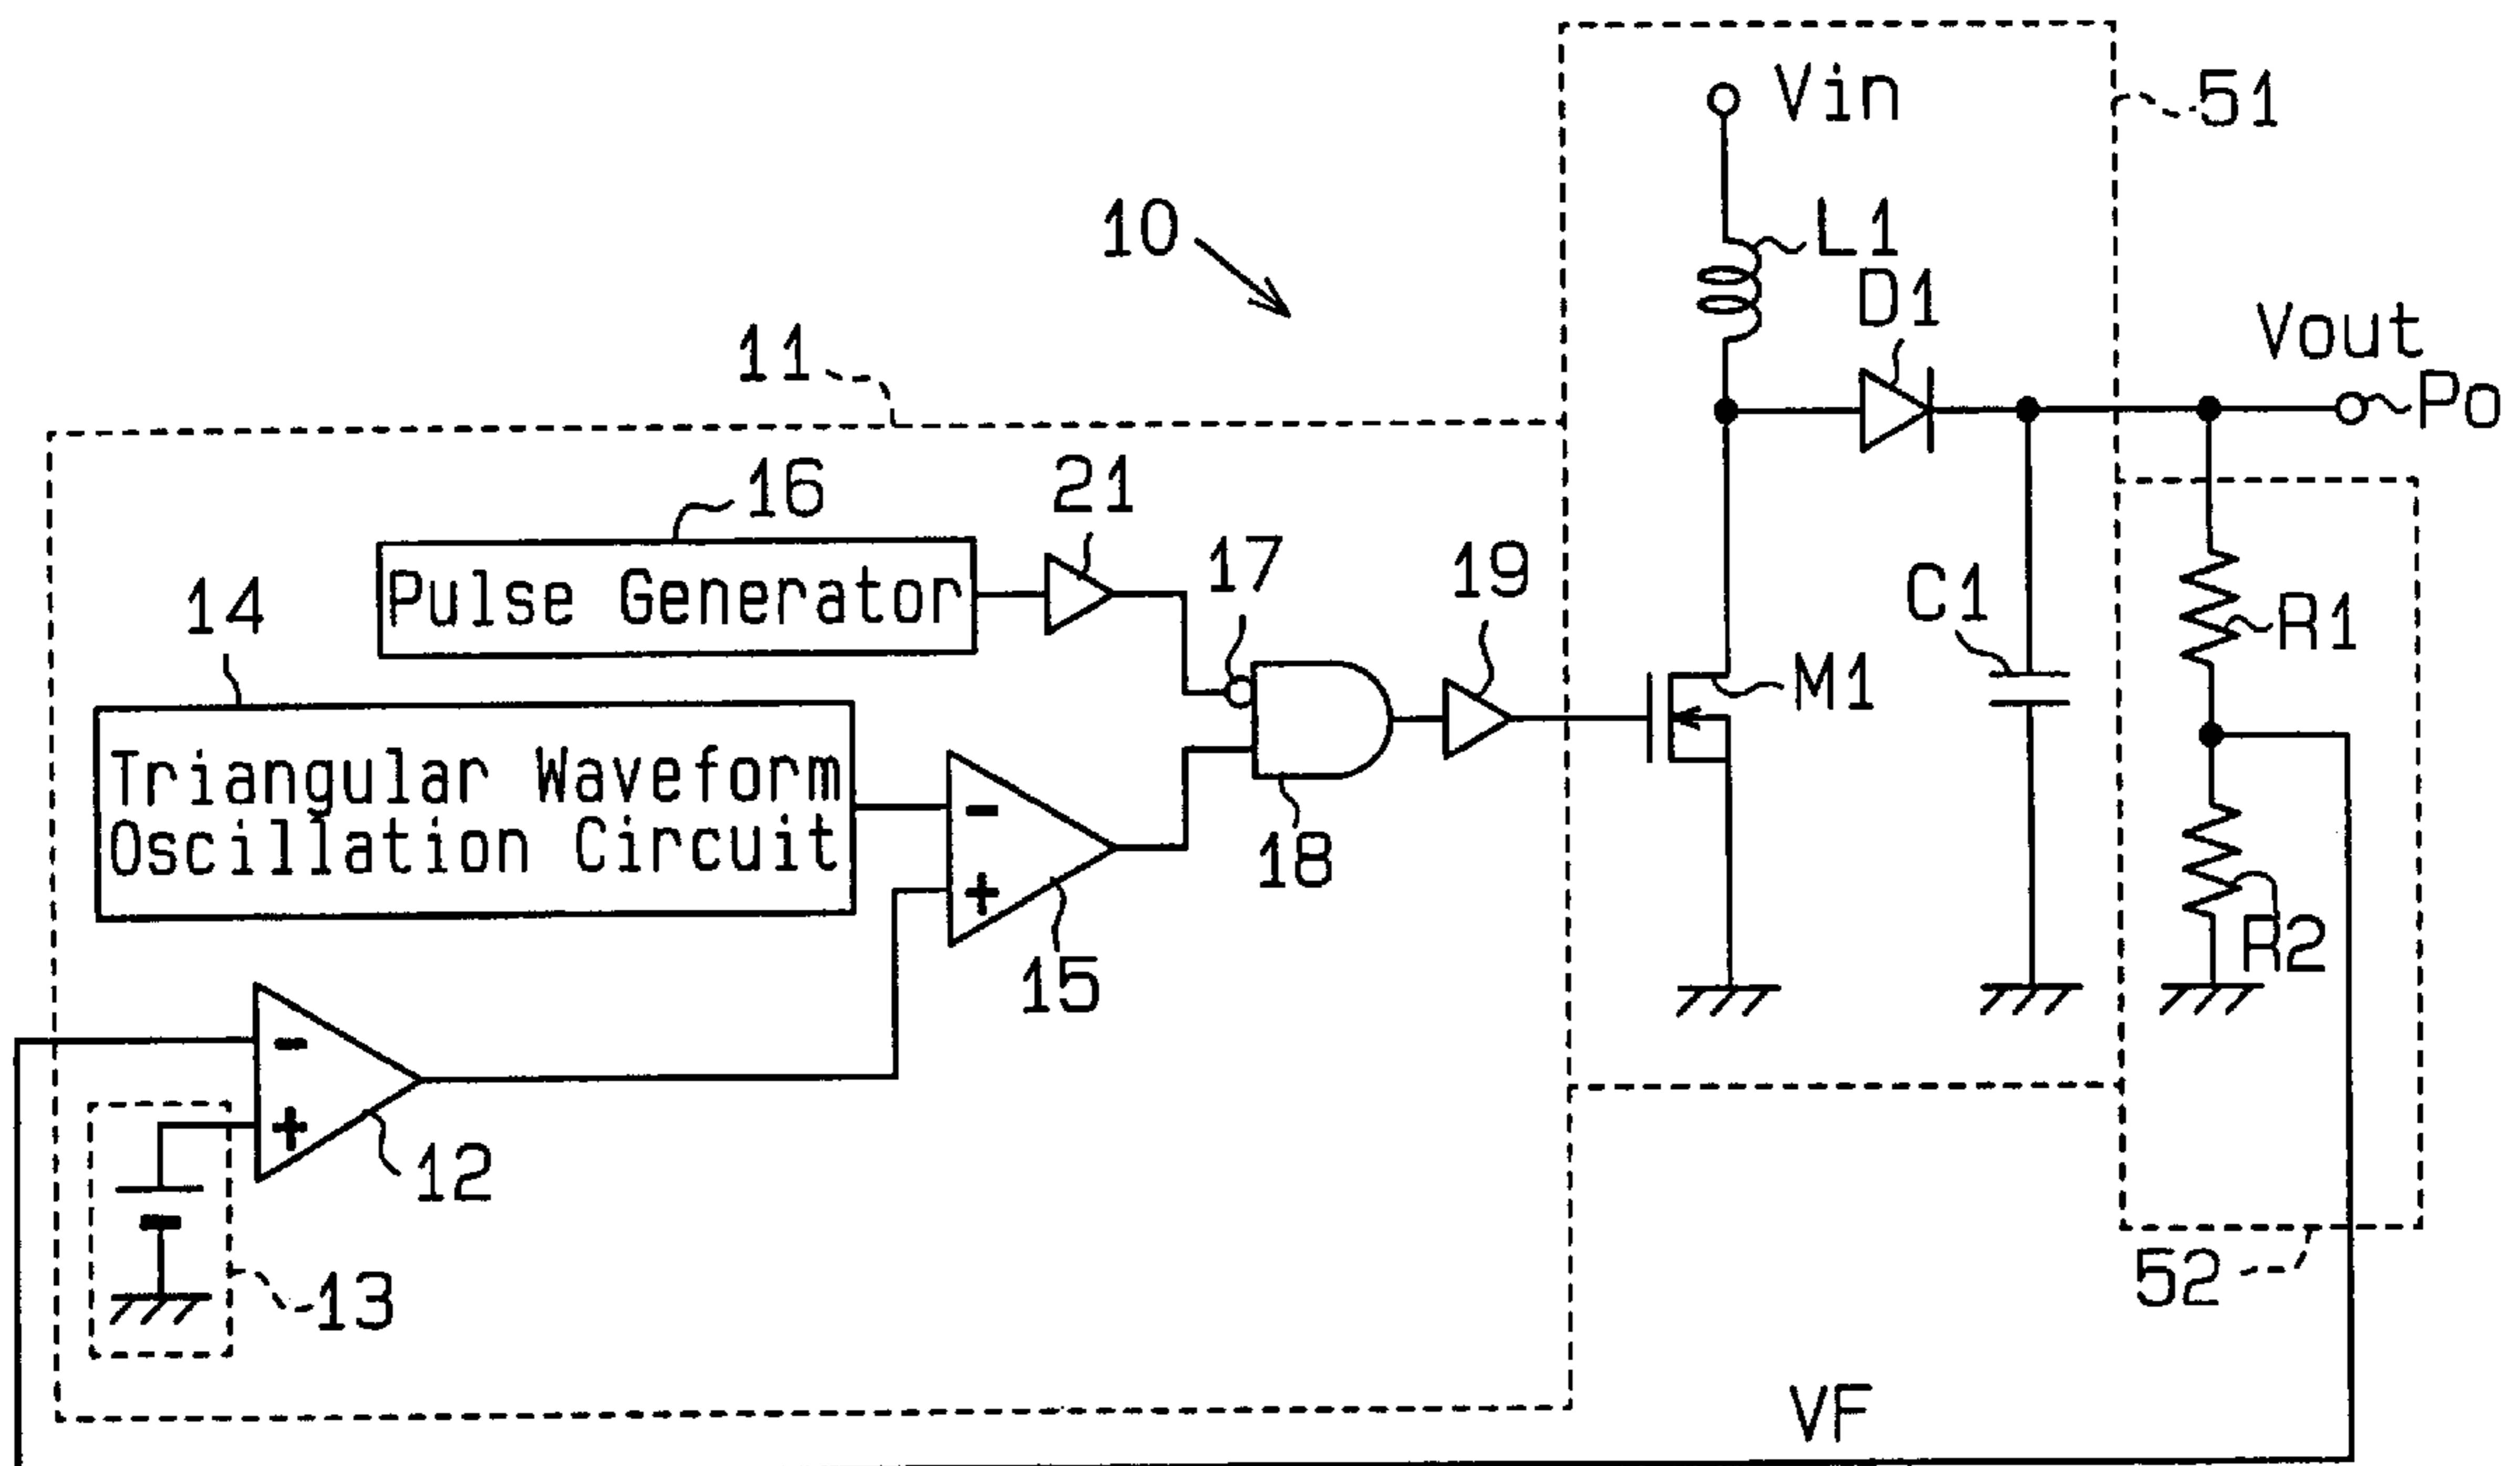 Vin
51
10
L1
D1
Vout
Po
11
16
21
17
19
Pulse Generator
14
C1
R1
M1
Triangular Waveform
Oscillation Circuit
-
+
15
18
R2
-
+
12
13
52
VF